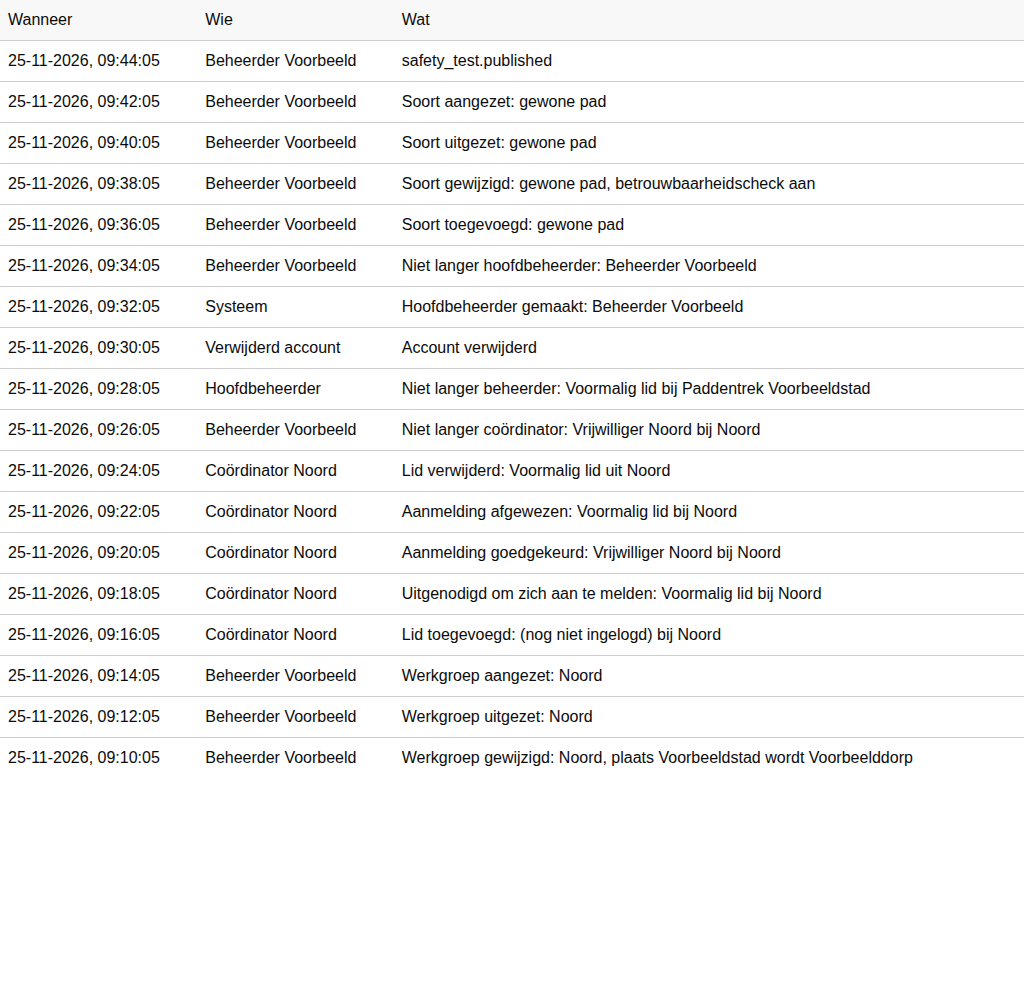 Wanneer Wie Wat
25-11-2026, 09:44:05 Beheerder Voorbeeld safety_test.published
25-11-2026, 09:42:05 Beheerder Voorbeeld Soort aangezet: gewone pad
25-11-2026, 09:40:05 Beheerder Voorbeeld Soort uitgezet: gewone pad
25-11-2026, 09:38:05 Beheerder Voorbeeld Soort gewijzigd: gewone pad, betrouwbaarheidscheck aan
25-11-2026, 09:36:05 Beheerder Voorbeeld Soort toegevoegd: gewone pad
25-11-2026, 09:34:05 Beheerder Voorbeeld Niet langer hoofdbeheerder: Beheerder Voorbeeld
25-11-2026, 09:32:05 Systeem Hoofdbeheerder gemaakt: Beheerder Voorbeeld
25-11-2026, 09:30:05 Verwijderd account Account verwijderd
25-11-2026, 09:28:05 Hoofdbeheerder Niet langer beheerder: Voormalig lid bij Paddentrek Voorbeeldstad
25-11-2026, 09:26:05 Beheerder Voorbeeld Niet langer coördinator: Vrijwilliger Noord bij Noord
25-11-2026, 09:24:05 Coördinator Noord Lid verwijderd: Voormalig lid uit Noord
25-11-2026, 09:22:05 Coördinator Noord Aanmelding afgewezen: Voormalig lid bij Noord
25-11-2026, 09:20:05 Coördinator Noord Aanmelding goedgekeurd: Vrijwilliger Noord bij Noord
25-11-2026, 09:18:05 Coördinator Noord Uitgenodigd om zich aan te melden: Voormalig lid bij Noord
25-11-2026, 09:16:05 Coördinator Noord Lid toegevoegd: (nog niet ingelogd) bij Noord
25-11-2026, 09:14:05 Beheerder Voorbeeld Werkgroep aangezet: Noord
25-11-2026, 09:12:05 Beheerder Voorbeeld Werkgroep uitgezet: Noord
25-11-2026, 09:10:05 Beheerder Voorbeeld Werkgroep gewijzigd: Noord, plaats Voorbeeldstad wordt Voorbeelddorp